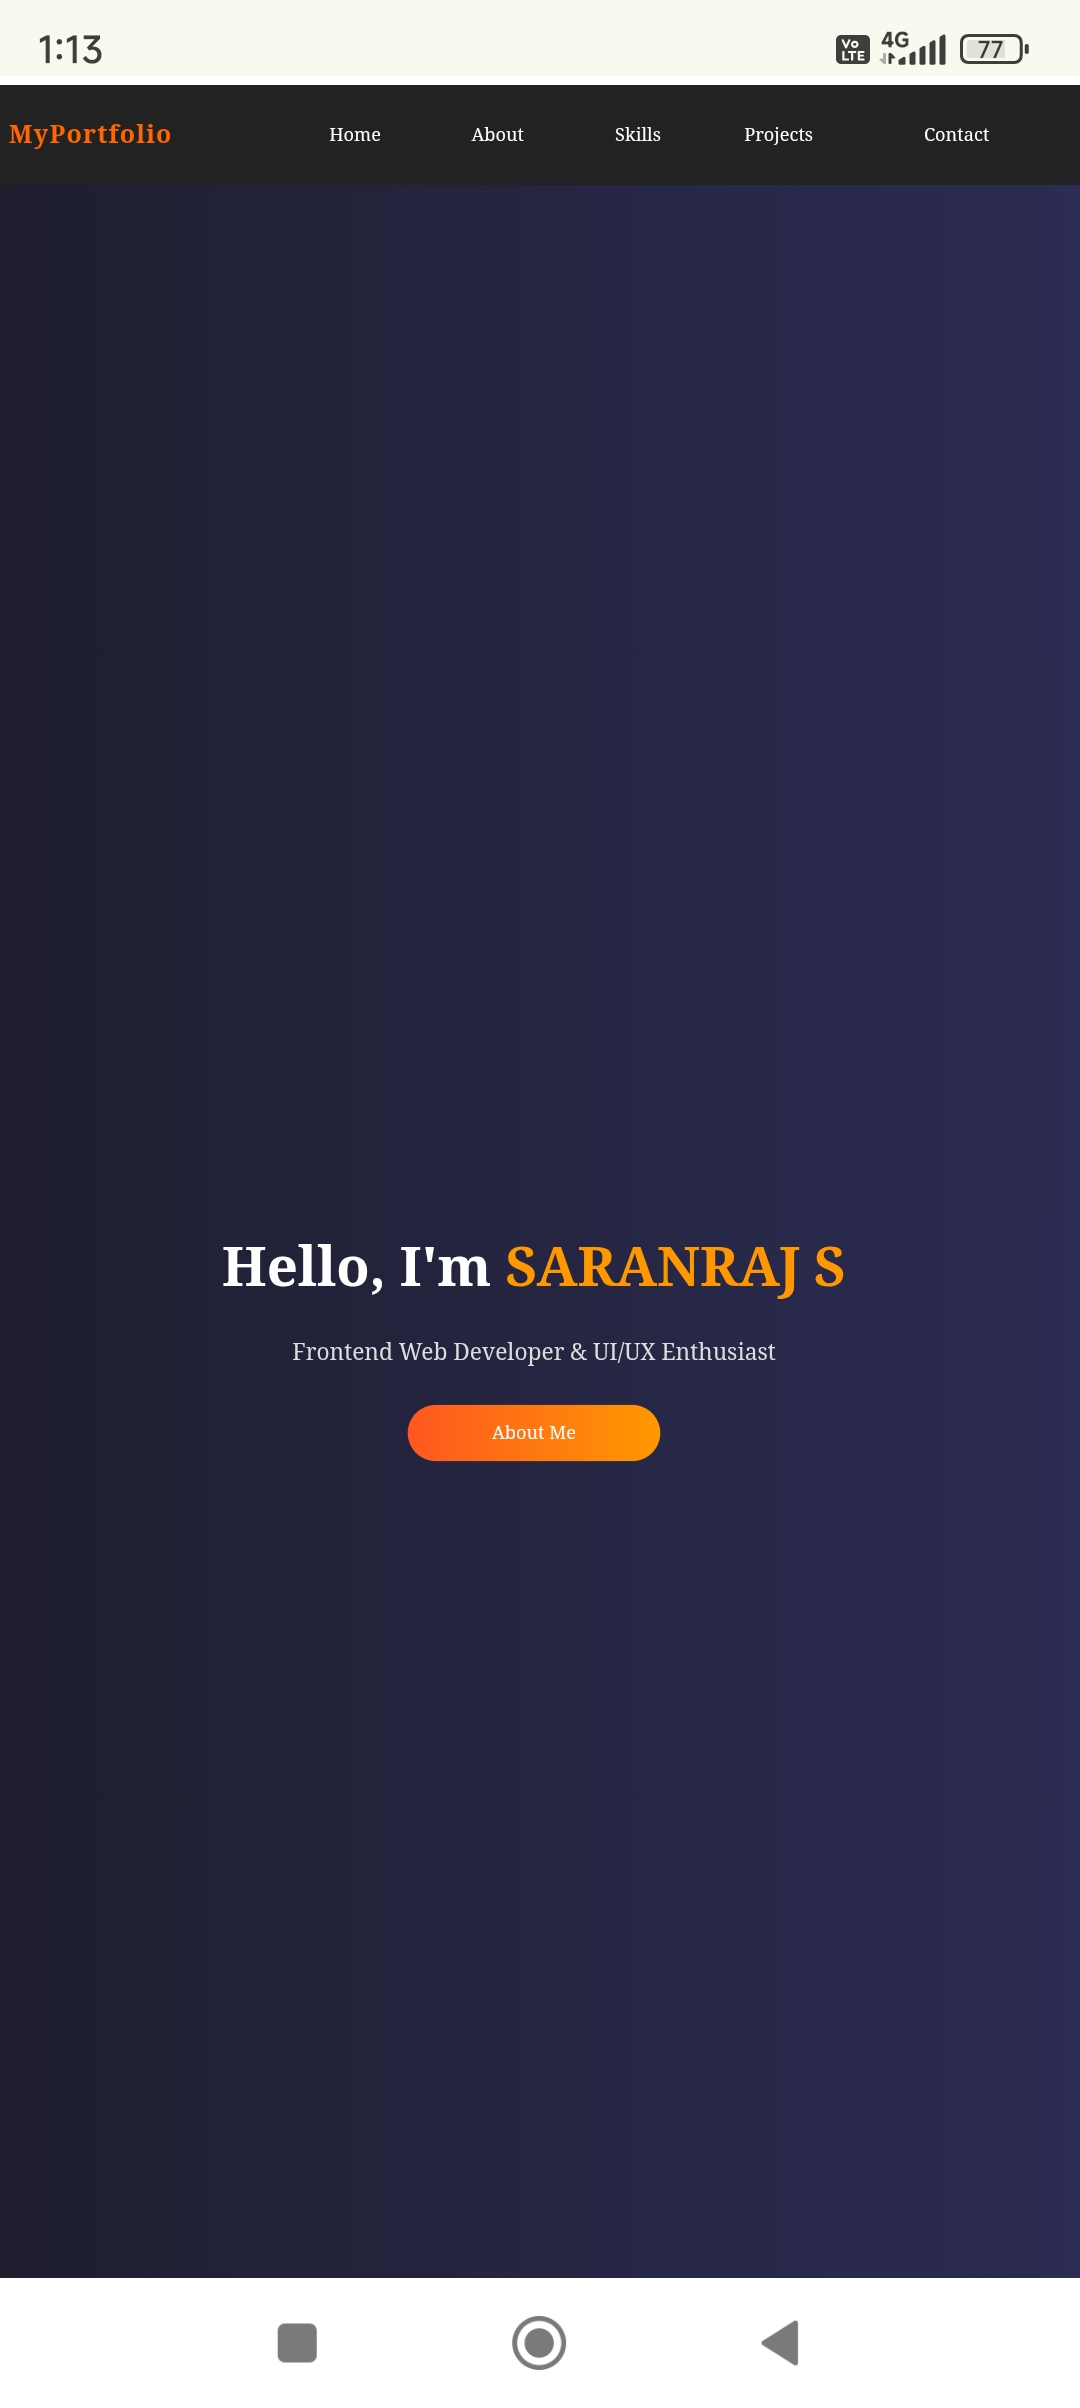 1:13 VoLTE 4G 77
MyPortfolio Home About Skills Projects Contact
Hello, I'm SARANRAJ S
Frontend Web Developer & UI/UX Enthusiast
About Me